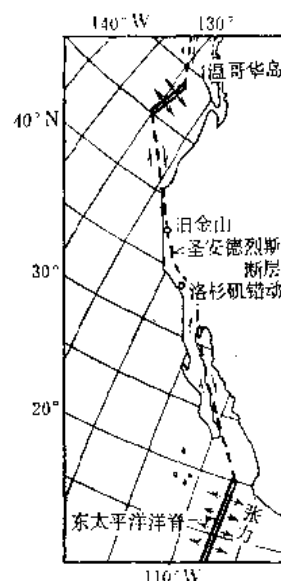 140°W
130°
温哥华岛
40°N
旧金山
圣安德烈斯
断层
30°
洛杉矶错动
20°
张力
东太平洋洋脊
110°W